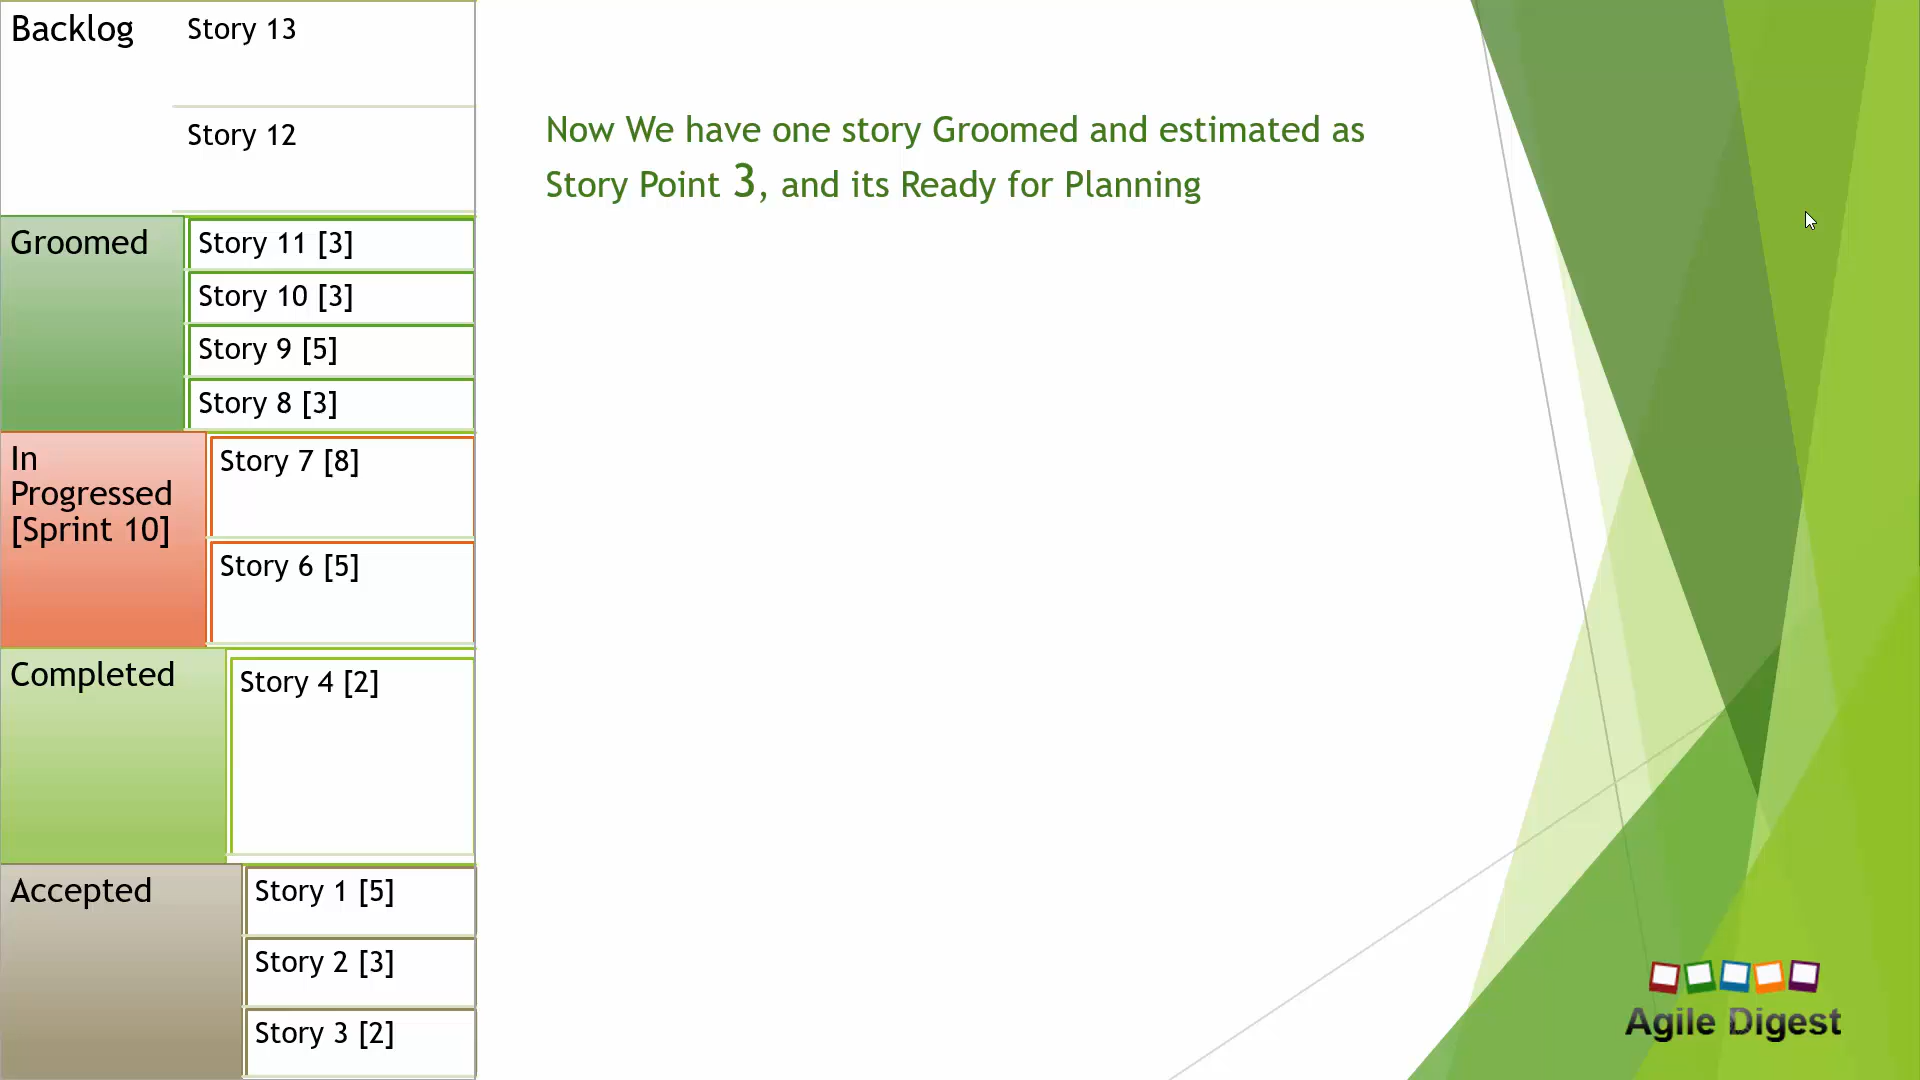 Backlog
Story 13
Story 12
Groomed
Story 11 [3]
Story 10 [3]
Story 9 [5]
Story 8 [3]
In
Progressed
[Sprint 10]
Story 7 [8]
Story 6 [5]
Completed
Story 4 [2]
Accepted
Story 1 [5]
Story 2 [3]
Story 3 [2]
Now We have one story Groomed and estimated as
Story Point 3, and its Ready for Planning
Agile Digest